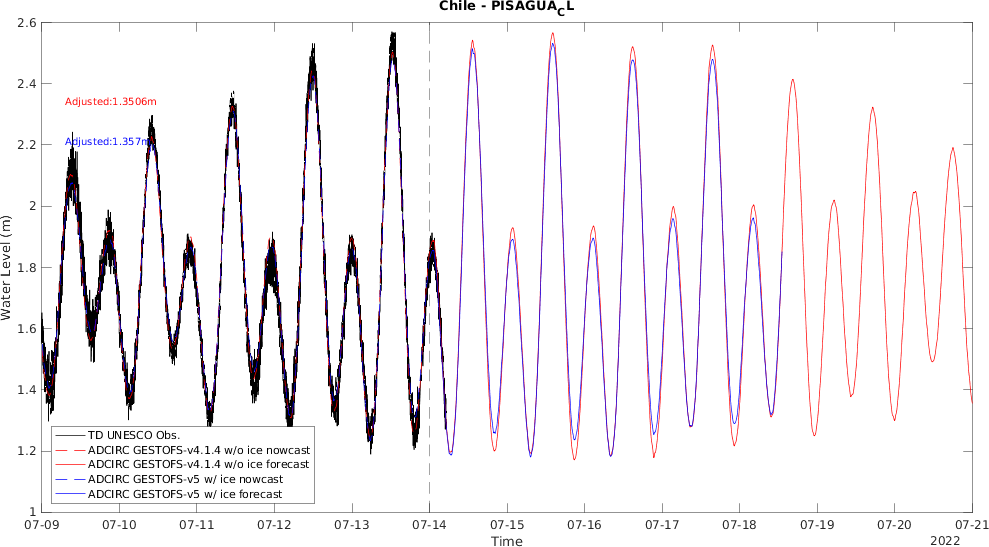 Chile - PISAGUA_CL
2.6
2.4
2.2
2
1.8
1.6
1.4
1.2
1
Water Level (m)
Adjusted:1.3506m
Adjusted:1.357m
TD UNESCO Obs.
ADCIRC GESTOFS-v4.1.4 w/o ice nowcast
ADCIRC GESTOFS-v4.1.4 w/o ice forecast
ADCIRC GESTOFS-v5 w/ ice nowcast
ADCIRC GESTOFS-v5 w/ ice forecast
07-09 07-10 07-11 07-12 07-13 07-14 07-15 07-16 07-17 07-18 07-19 07-20 07-21
Time
2022